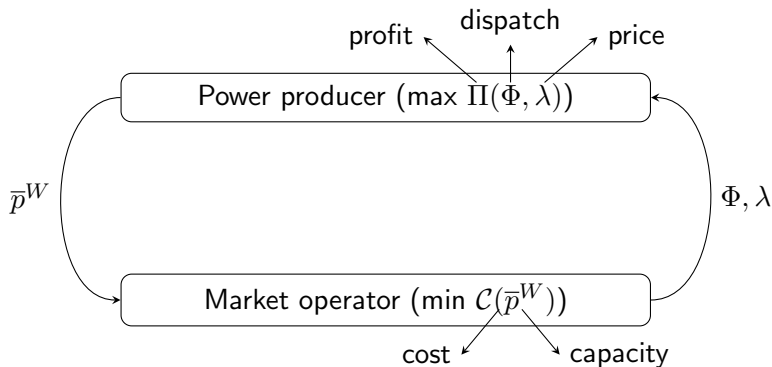 dispatch
profit
price
Power producer (max Π(Φ, λ))
p̅^W
Φ, λ
Market operator (min 𝒞(p̅^W))
cost
capacity